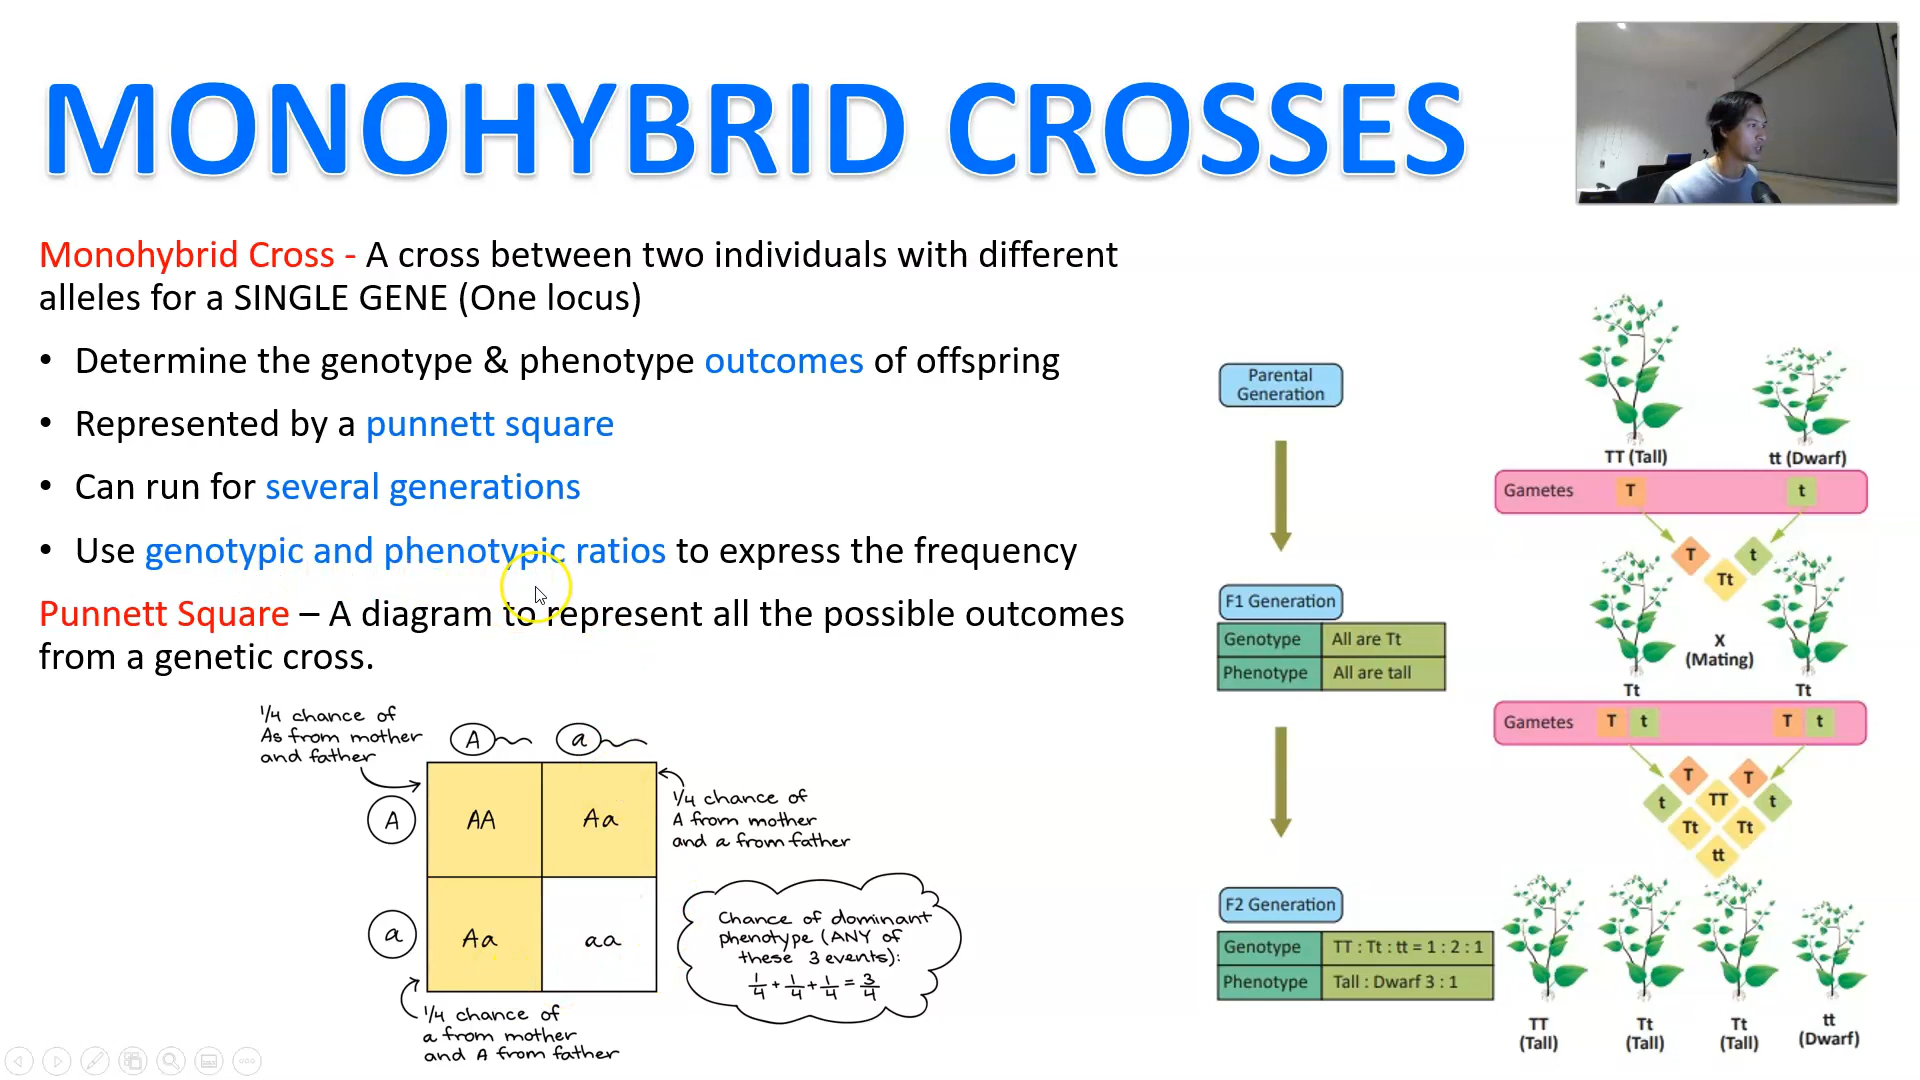 MONOHYBRID CROSSES
Monohybrid Cross - A cross between two individuals with different
alleles for a SINGLE GENE (One locus)
• Determine the genotype & phenotype outcomes of offspring
• Represented by a punnett square
• Can run for several generations
• Use genotypic and phenotypic ratios to express the frequency
Punnett Square – A diagram to represent all the possible outcomes
from a genetic cross.
1/4 chance of
As from mother
and father
A
a
A
AA
Aa
a
Aa
aa
1/4 chance of
A from mother
and a from father
1/4 chance of
a from mother
and A from father
Chance of dominant
phenotype (ANY of
these 3 events):
1/4 + 1/4 + 1/4 = 3/4
Parental
Generation
TT (Tall)
tt (Dwarf)
Gametes T t
T t
Tt
F1 Generation
Genotype All are Tt
Phenotype All are tall
X
(Mating)
Tt
Tt
Gametes T t T t
T T
t TT t
Tt Tt
tt
F2 Generation
Genotype TT : Tt : tt = 1 : 2 : 1
Phenotype Tall : Dwarf 3 : 1
TT
(Tall)
Tt
(Tall)
Tt
(Tall)
tt
(Dwarf)